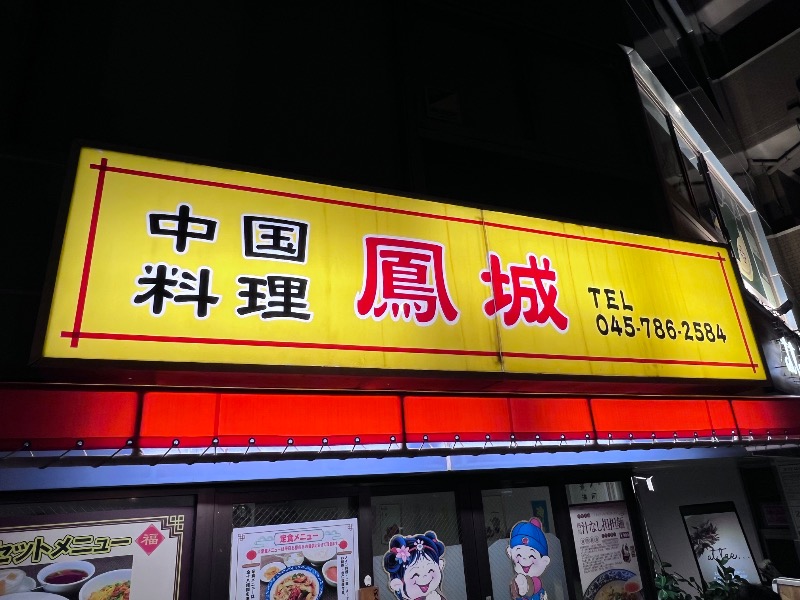 中国
料理
鳳城
TEL
045-786-2584
セットメニュー
福
定食メニュー
汁なし担担麺